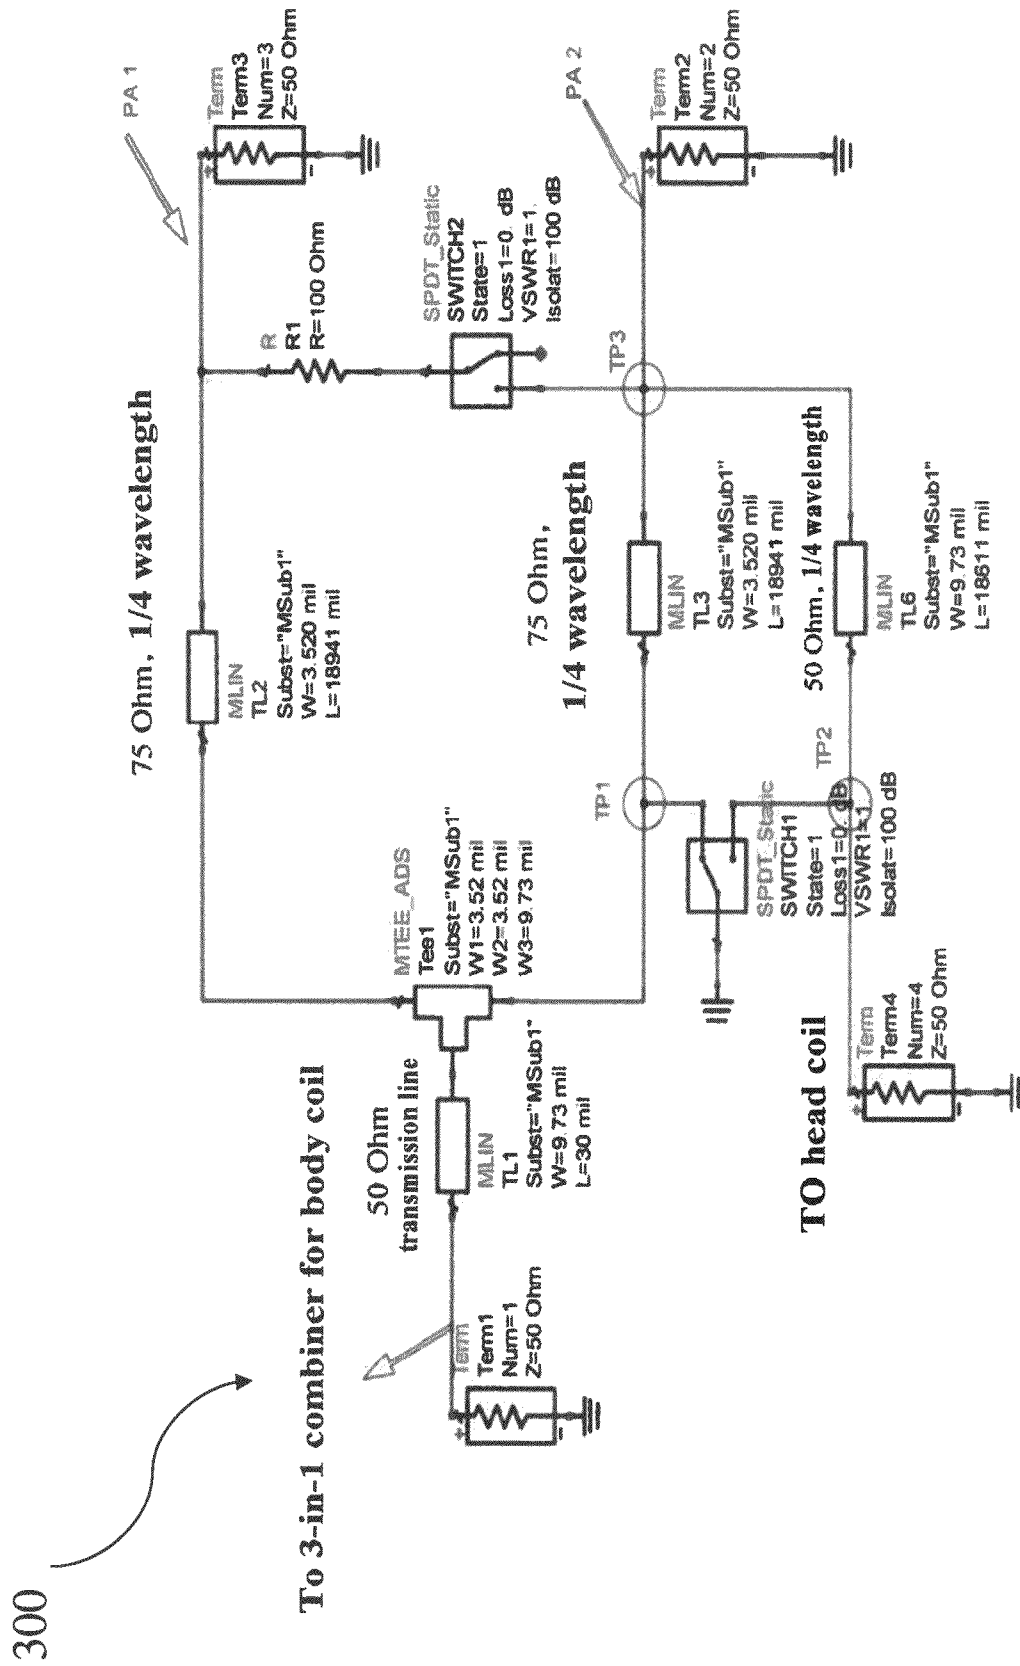 300
To 3-in-1 combiner for body coil
PA 1
75 Ohm, 1/4 wavelength
Term
Term3
Num=3
Z=50 Ohm
+
-
MLIN
TL2
Subst="MSub1"
W=3.520 mil
L=18941 mil
R
R1
R=100 Ohm
SPDT_Static
SWITCH2
State=1
Loss1=0. dB
VSWR1=1.
Isolat=100 dB
MTEE_ADS
Tee1
Subst="MSub1"
W1=3.52 mil
W2=3.52 mil
W3=9.73 mil
50 Ohm
transmission line
MLIN
TL1
Subst="MSub1"
W=9.73 mil
L=30 mil
Term
Term1
Num=1
Z=50 Ohm
+
-
PA 2
Term
Term2
Num=2
Z=50 Ohm
+
-
TP3
75 Ohm,
1/4 wavelength
MLIN
TL3
Subst="MSub1"
W=3.520 mil
L=18941 mil
TP1
SPDT_Static
SWITCH1
State=1
Loss1=0. dB
VSWR1=1
Isolat=100 dB
TP2
50 Ohm, 1/4 wavelength
MLIN
TL6
Subst="MSub1"
W=9.73 mil
L=18611 mil
TO head coil
Term
Term4
Num=4
Z=50 Ohm
+
-